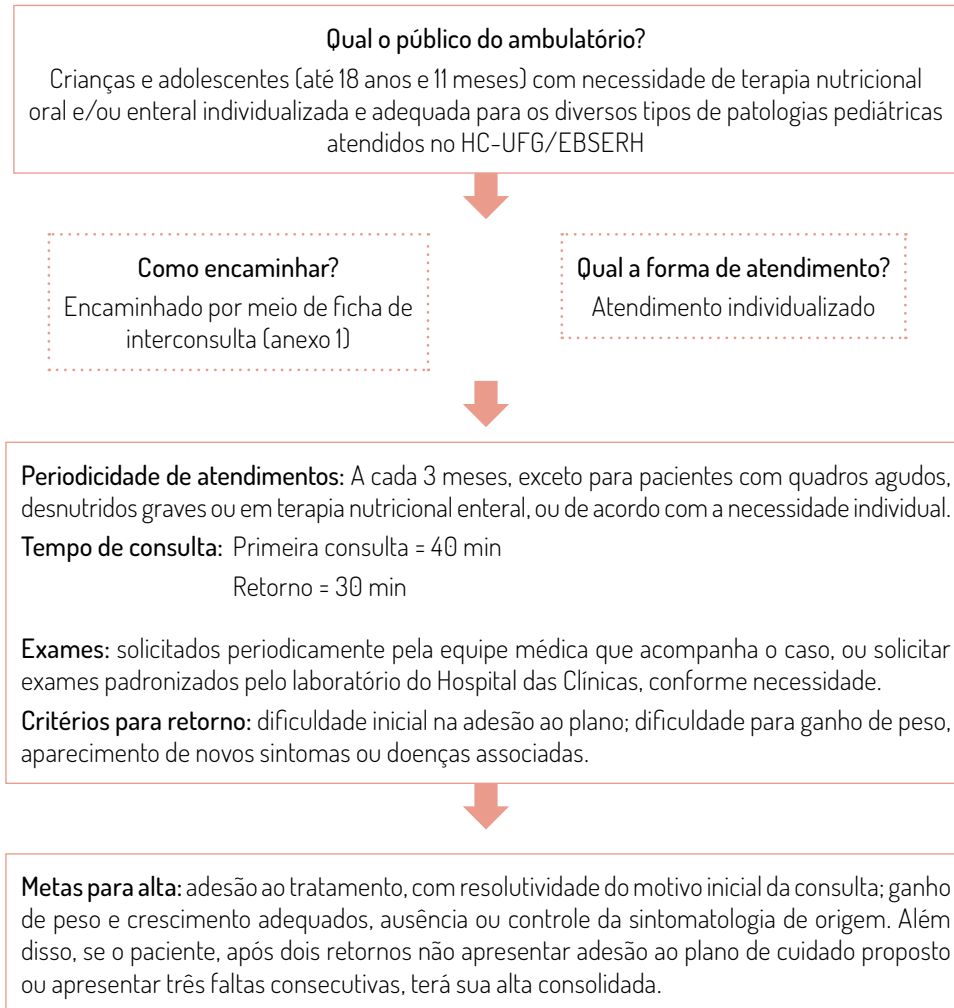 Qual o público do ambulatório?
Crianças e adolescentes (até 18 anos e 11 meses) com necessidade de terapia nutricional
oral e/ou enteral individualizada e adequada para os diversos tipos de patologias pediátricas
atendidos no HC-UFG/EBSERH
Como encaminhar?
Encaminhado por meio de ficha de
interconsulta (anexo 1)
Qual a forma de atendimento?
Atendimento individualizado
Periodicidade de atendimentos: A cada 3 meses, exceto para pacientes com quadros agudos,
desnutridos graves ou em terapia nutricional enteral, ou de acordo com a necessidade individual.
Tempo de consulta: Primeira consulta = 40 min
Retorno = 30 min
Exames: solicitados periodicamente pela equipe médica que acompanha o caso, ou solicitar
exames padronizados pelo laboratório do Hospital das Clínicas, conforme necessidade.
Critérios para retorno: dificuldade inicial na adesão ao plano; dificuldade para ganho de peso,
aparecimento de novos sintomas ou doenças associadas.
Metas para alta: adesão ao tratamento, com resolutividade do motivo inicial da consulta; ganho
de peso e crescimento adequados, ausência ou controle da sintomatologia de origem. Além
disso, se o paciente, após dois retornos não apresentar adesão ao plano de cuidado proposto
ou apresentar três faltas consecutivas, terá sua alta consolidada.